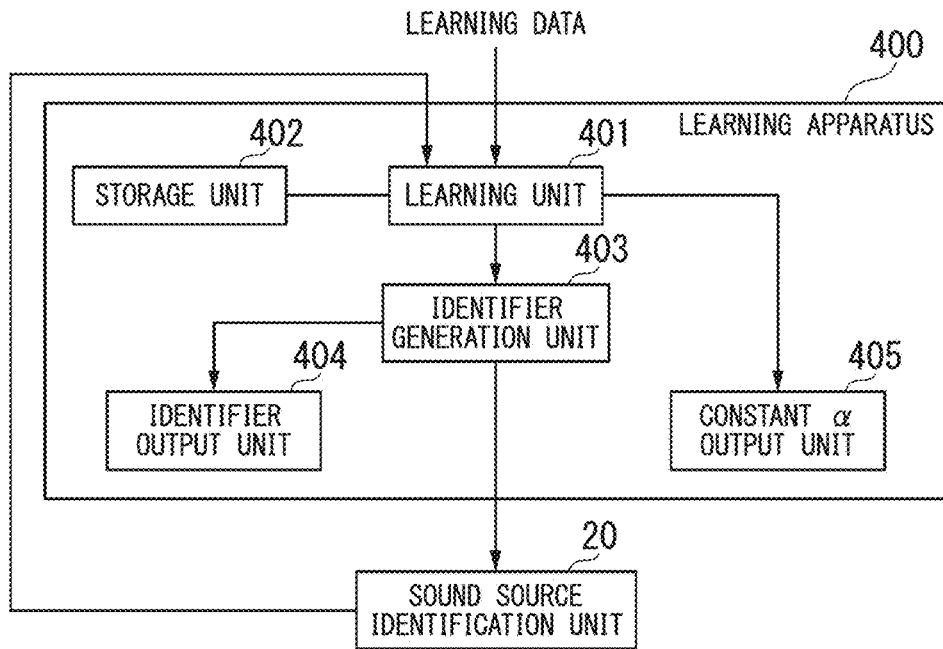 LEARNING DATA
400
LEARNING APPARATUS
402
401
STORAGE UNIT
LEARNING UNIT
403
IDENTIFIER
GENERATION UNIT
404
405
IDENTIFIER
OUTPUT UNIT
CONSTANT α
OUTPUT UNIT
20
SOUND SOURCE
IDENTIFICATION UNIT